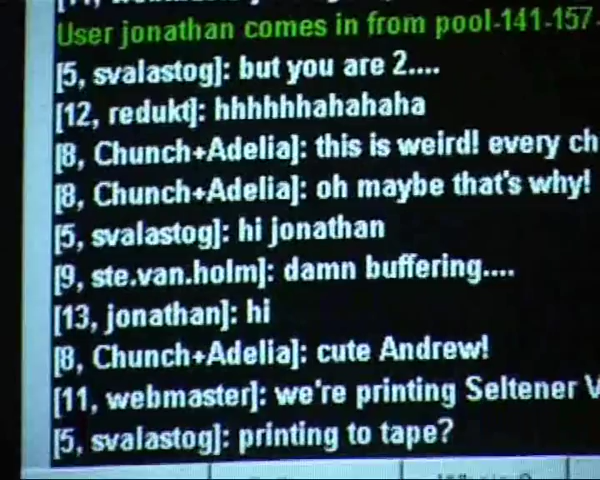 User jonathan comes in from pool-141-157-
[5, svalastog]: but you are 2....
[12, redukt]: hhhhhhahahaha
[8, Chunch+Adelia]: this is weird! every ch
[8, Chunch+Adelia]: oh maybe that's why!
[5, svalastog]: hi jonathan
[9, ste.van.holm]: damn buffering....
[13, jonathan]: hi
[8, Chunch+Adelia]: cute Andrew!
[11, webmaster]: we're printing Seltener V
[5, svalastog]: printing to tape?